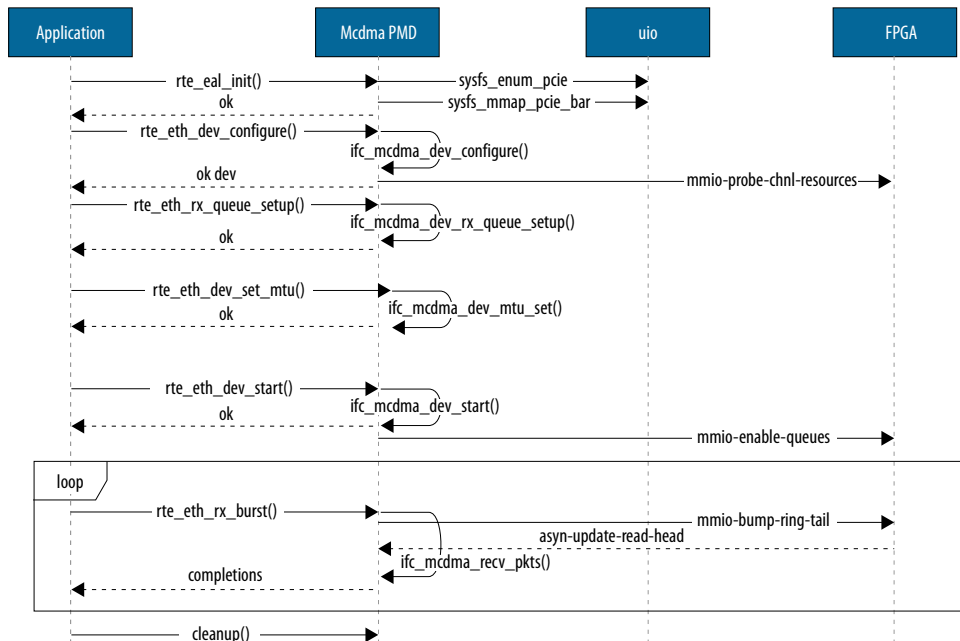 Application
Mcdma PMD
uio
FPGA
rte_eal_init()
sysfs_enum_pcie
ok
sysfs_mmap_pcie_bar
rte_eth_dev_configure()
ifc_mcdma_dev_configure()
ok dev
mmio-probe-chnl-resources
rte_eth_rx_queue_setup()
ifc_mcdma_dev_rx_queue_setup()
ok
rte_eth_dev_set_mtu()
ifc_mcdma_dev_mtu_set()
ok
rte_eth_dev_start()
ifc_mcdma_dev_start()
ok
mmio-enable-queues
loop
rte_eth_rx_burst()
mmio-bump-ring-tail
asyn-update-read-head
ifc_mcdma_recv_pkts()
completions
cleanup()